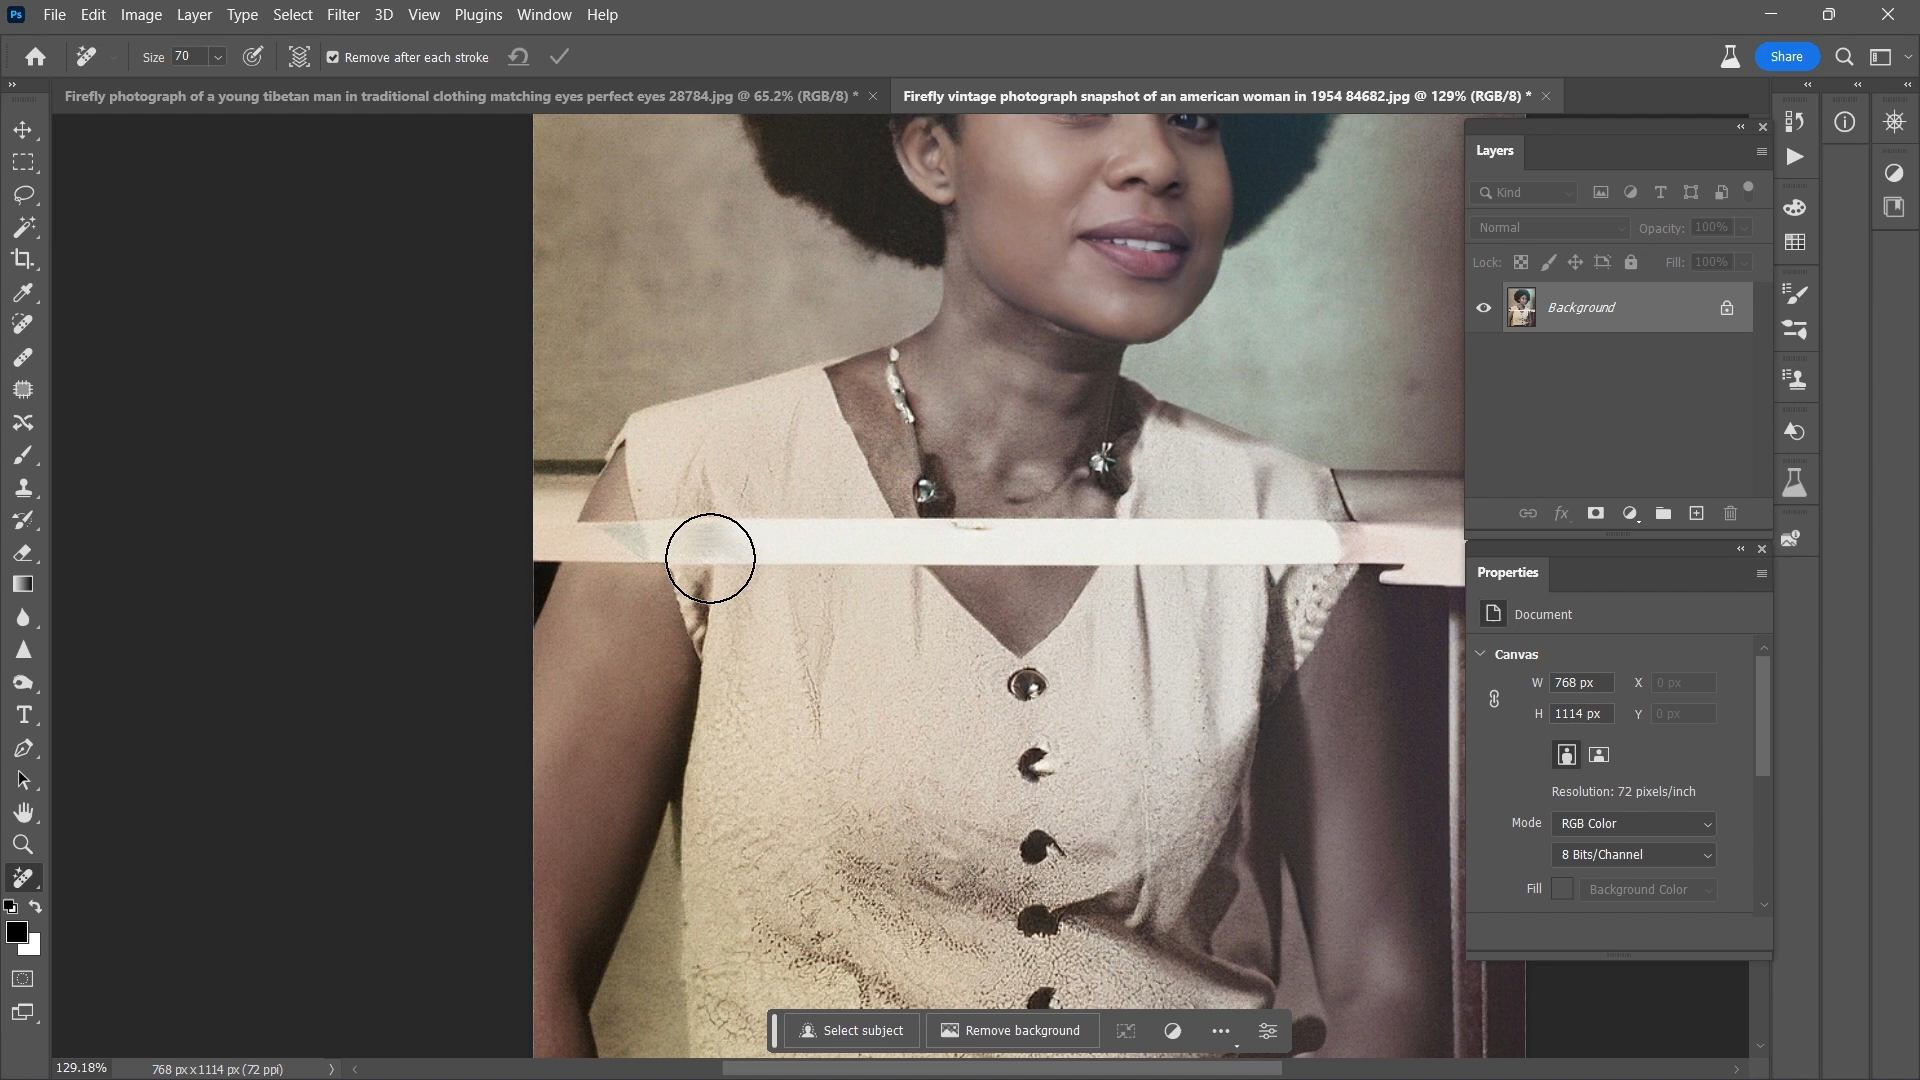 Ps File Edit Image Layer Type Select Filter 3D View Plugins Window Help
Size 70 Remove after each stroke Share
Firefly photograph of a young tibetan man in traditional clothing matching eyes perfect eyes 28784.jpg @ 65.2% (RGB/8) *
Firefly vintage photograph snapshot of an american woman in 1954 84682.jpg @ 129% (RGB/8) *
Layers
Kind
Normal Opacity: 100%
Lock: Fill: 100%
Background
fx
Properties
Document
Canvas
W 768 px X 0 px
H 1114 px Y 0 px
Resolution: 72 pixels/inch
Mode RGB Color
8 Bits/Channel
Fill Background Color
Select subject Remove background
129.18% 768 px x 1114 px (72 ppi)